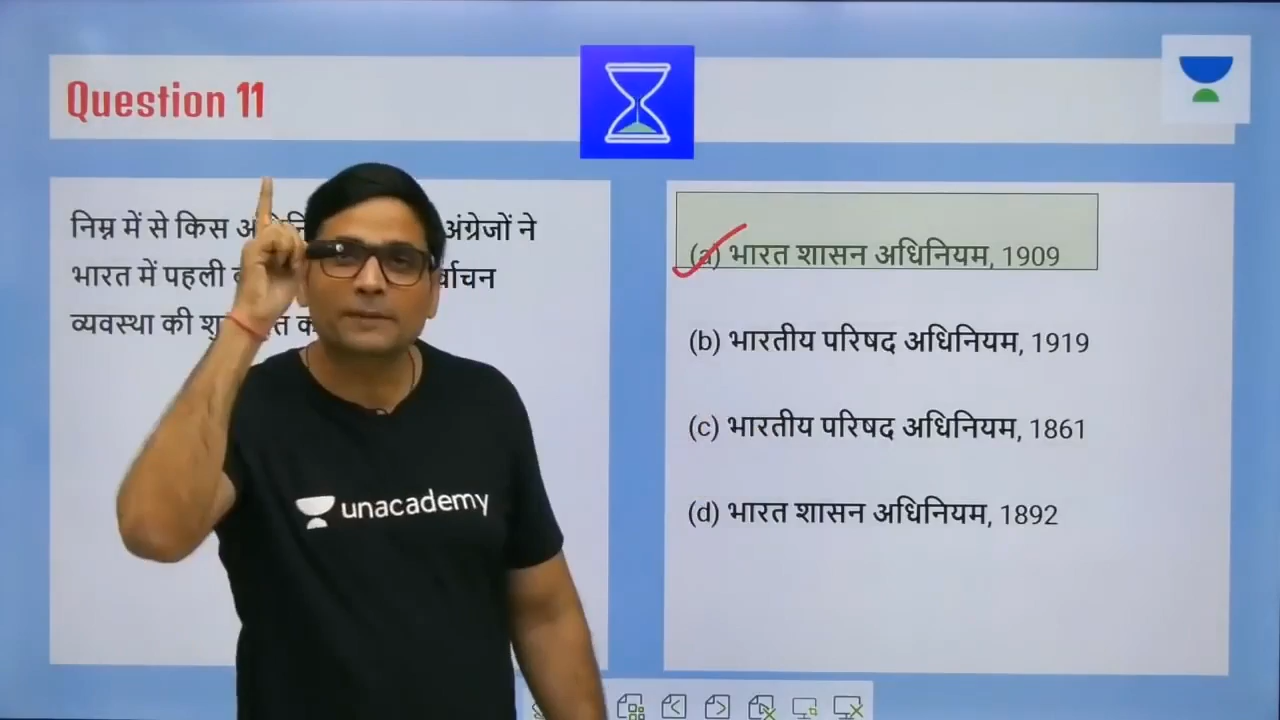 Question 11
निम्न में से किस अंग्रेजों ने
भारत में पहली
व्यवस्था की
(a) भारत शासन अधिनियम, 1909
(b) भारतीय परिषद अधिनियम, 1919
(c) भारतीय परिषद अधिनियम, 1861
(d) भारत शासन अधिनियम, 1892
unacademy